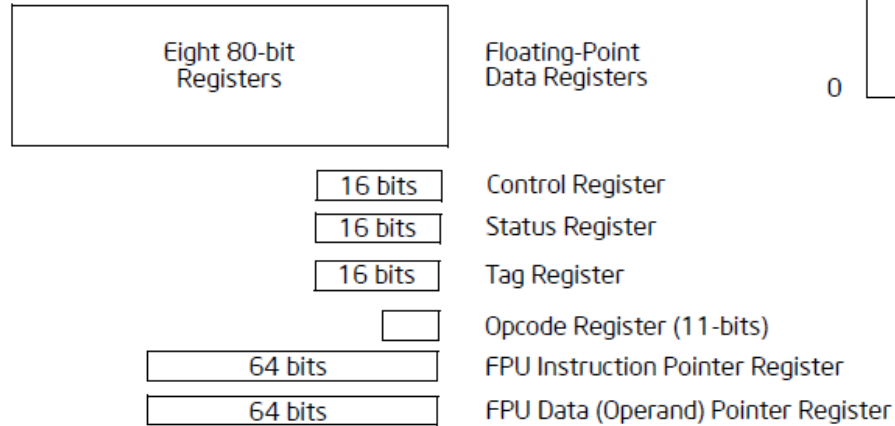 Eight 80-bit
Registers
Floating-Point
Data Registers
0
16 bits
Control Register
16 bits
Status Register
16 bits
Tag Register
Opcode Register (11-bits)
64 bits
FPU Instruction Pointer Register
64 bits
FPU Data (Operand) Pointer Register